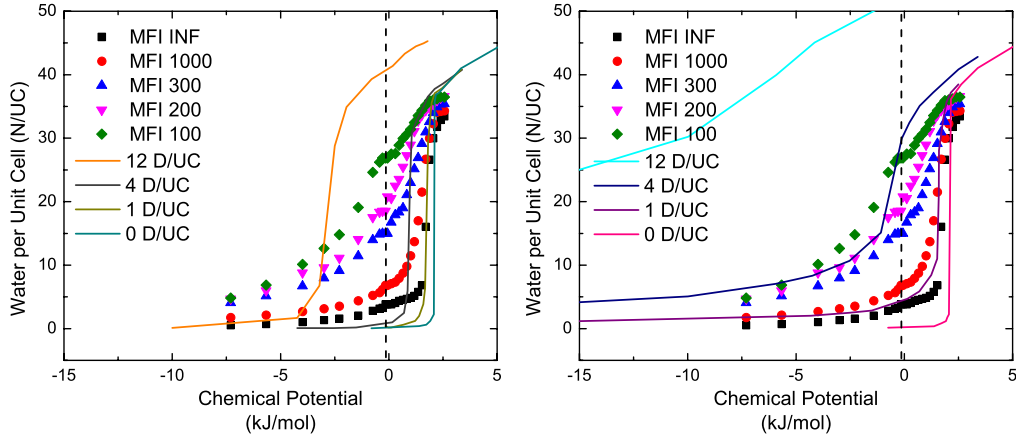 50
40
30
20
10
0
Water per Unit Cell (N/UC)
MFI INF
MFI 1000
MFI 300
MFI 200
MFI 100
12 D/UC
4 D/UC
1 D/UC
0 D/UC
-15 -10 -5 0 5
Chemical Potential
(kJ/mol)
50
40
30
20
10
0
Water per Unit Cell (N/UC)
MFI INF
MFI 1000
MFI 300
MFI 200
MFI 100
12 D/UC
4 D/UC
1 D/UC
0 D/UC
-15 -10 -5 0 5
Chemical Potential
(kJ/mol)